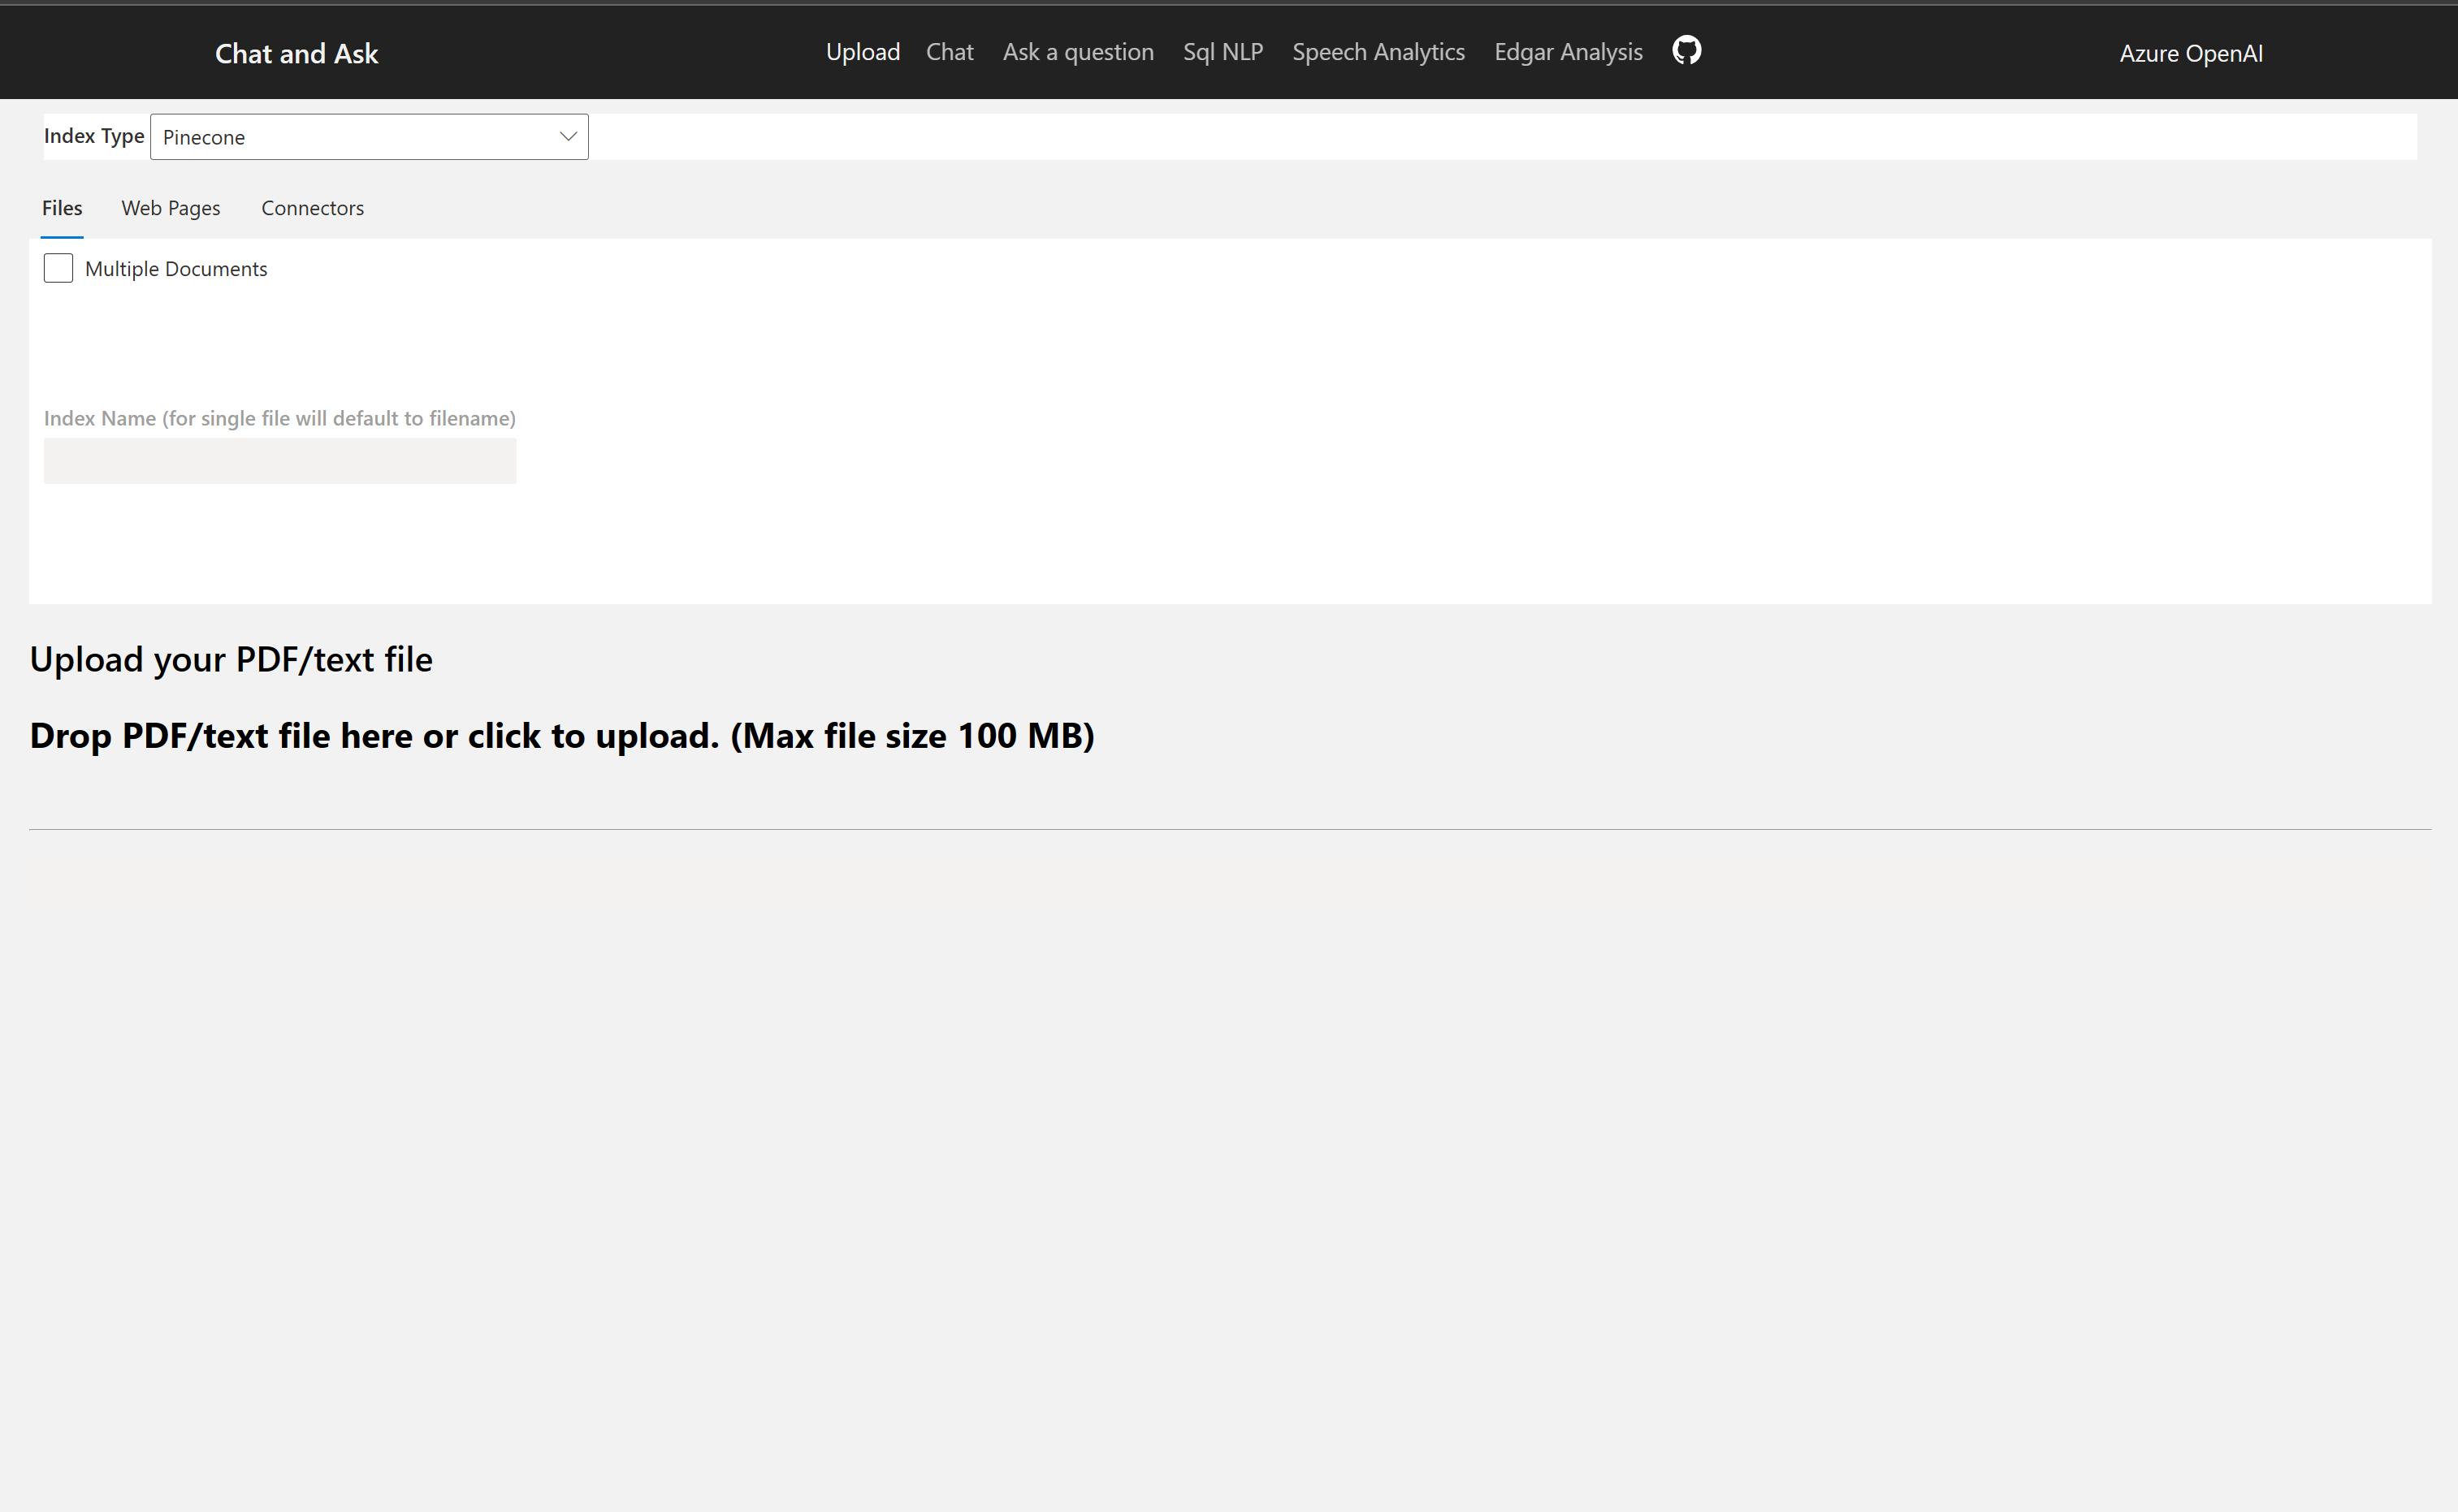 Chat and Ask
Upload Chat Ask a question Sql NLP Speech Analytics Edgar Analysis
Azure OpenAI
Index Type Pinecone
Files Web Pages Connectors
Multiple Documents
Index Name (for single file will default to filename)
Upload your PDF/text file
Drop PDF/text file here or click to upload. (Max file size 100 MB)